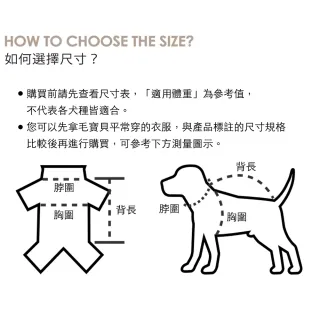 HOW TO CHOOSE THE SIZE?
如何選擇尺寸？
● 購買前請先查看尺寸表，「適用體重」為參考值，
不代表各犬種皆適合。
● 您可以先拿毛寶貝平常穿的衣服，與產品標註的尺寸規格
比較後再進行購買，可參考下方測量圖示。
脖圍
背長
胸圍
背長
脖圍
胸圍